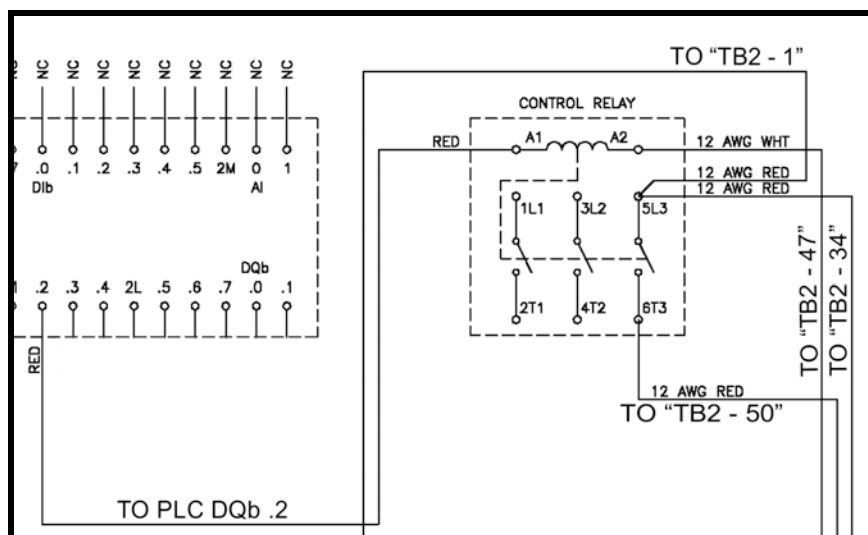 TO “TB2 - 1”
NC NC NC NC NC NC NC NC NC
CONTROL RELAY
RED A1 A2 12 AWG WHT
.0 .1 .2 .3 .4 .5 2M 0 1
DIb AI
12 AWG RED
12 AWG RED
1L1 3L2 5L3
DQb
.2 .3 .4 2L .5 .6 .7 .0 .1
2T1 4T2 6T3
TO “TB2 - 47”
TO “TB2 - 34”
RED
12 AWG RED
TO “TB2 - 50”
TO PLC DQb .2